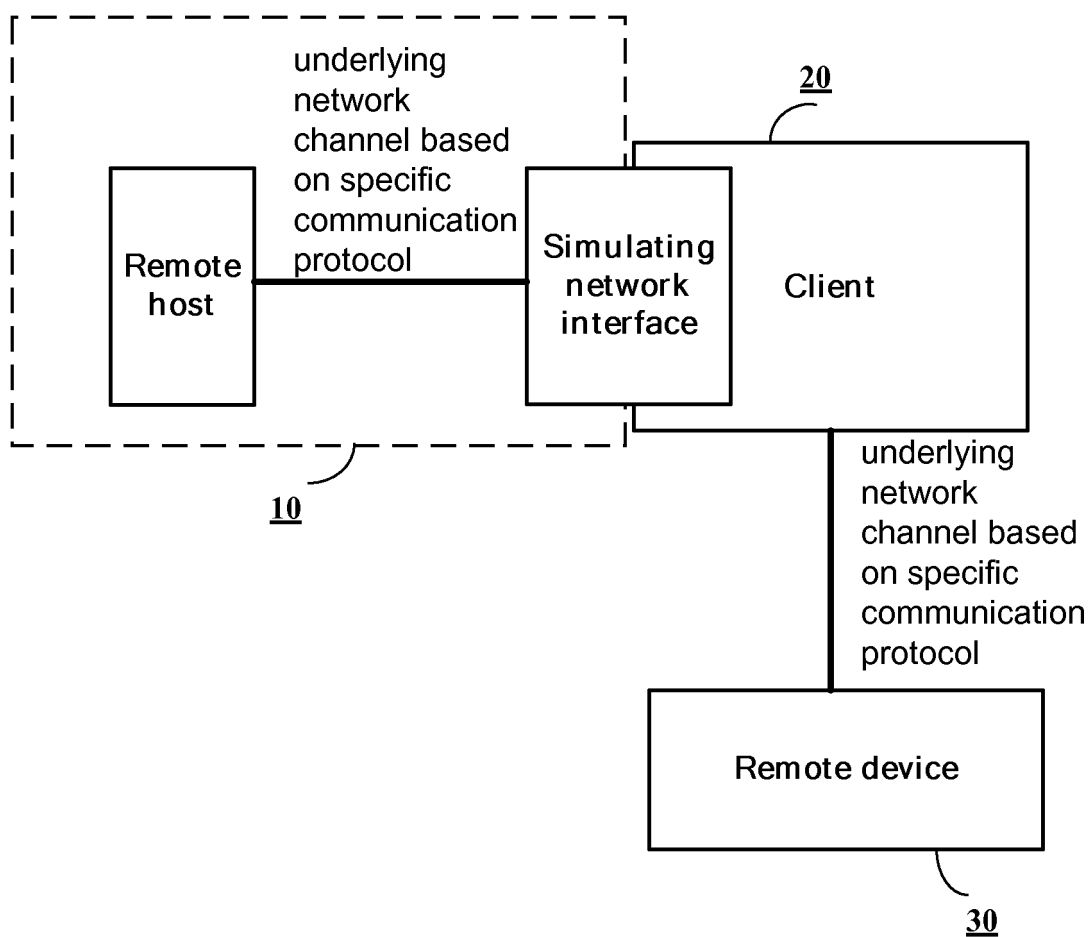 underlying
network
channel based
on specific
communication
protocol
20
Remote
host
Simulating
network
interface
Client
10
underlying
network
channel based
on specific
communication
protocol
Remote device
30